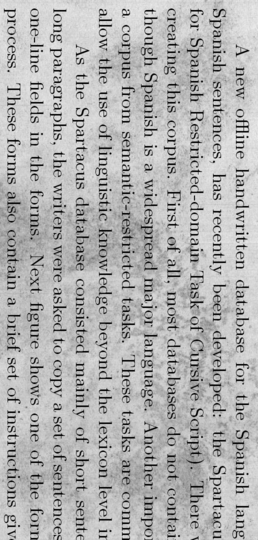 A new offline handwritten database for the Spanish lang
Spanish sentences, has recently been developed: the Spartacu
for Spanish Restricted-domain Task of Cursive Script). There
creating this corpus. First of all, most databases do not contai
though Spanish is a widespread major language. Another impor
a corpus from semantic-restricted tasks. These tasks are comm
allow the use of linguistic knowledge beyond the lexicon level i
As the Spartacus database consisted mainly of short sente
long paragraphs, the writers were asked to copy a set of sentences
one-line fields in the forms. Next figure shows one of the form
process. These forms also contain a brief set of instructions give